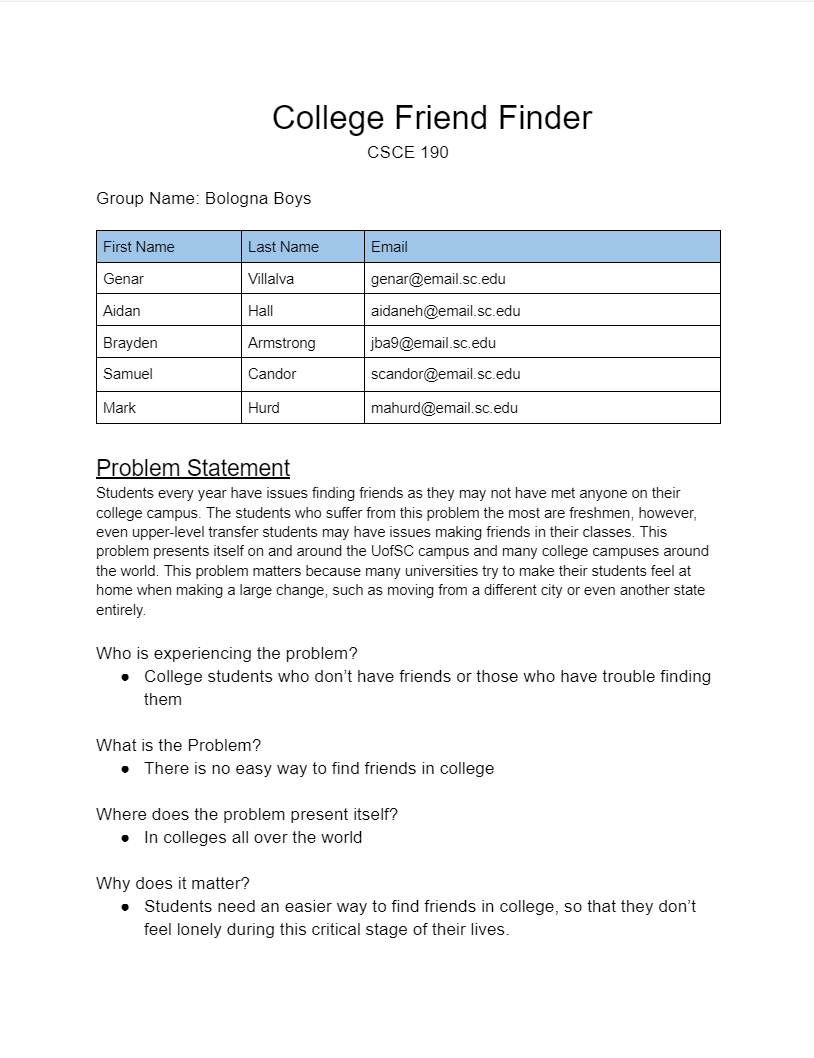 College Friend Finder
CSCE 190
Group Name: Bologna Boys
First Name Last Name Email
Genar Villalva genar@email.sc.edu
Aidan Hall aidaneh@email.sc.edu
Brayden Armstrong jba9@email.sc.edu
Samuel Candor scandor@email.sc.edu
Mark Hurd mahurd@email.sc.edu
Problem Statement
Students every year have issues finding friends as they may not have met anyone on their
college campus. The students who suffer from this problem the most are freshmen, however,
even upper-level transfer students may have issues making friends in their classes. This
problem presents itself on and around the UofSC campus and many college campuses around
the world. This problem matters because many universities try to make their students feel at
home when making a large change, such as moving from a different city or even another state
entirely.
Who is experiencing the problem?
● College students who don’t have friends or those who have trouble finding
them
What is the Problem?
● There is no easy way to find friends in college
Where does the problem present itself?
● In colleges all over the world
Why does it matter?
● Students need an easier way to find friends in college, so that they don’t
feel lonely during this critical stage of their lives.